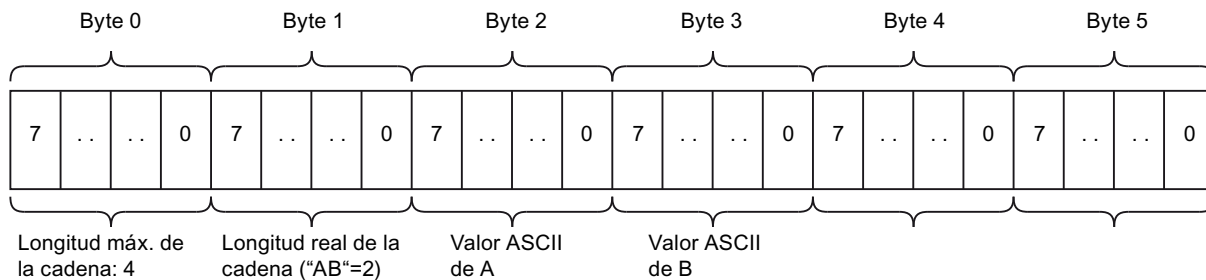 Byte 0 Byte 1 Byte 2 Byte 3 Byte 4 Byte 5
7 . . . . 0 7 . . . . 0 7 . . . . 0 7 . . . . 0 7 . . . . 0 7 . . . . 0
Longitud máx. de
la cadena: 4
Longitud real de la
cadena (“AB“=2)
Valor ASCII
de A
Valor ASCII
de B